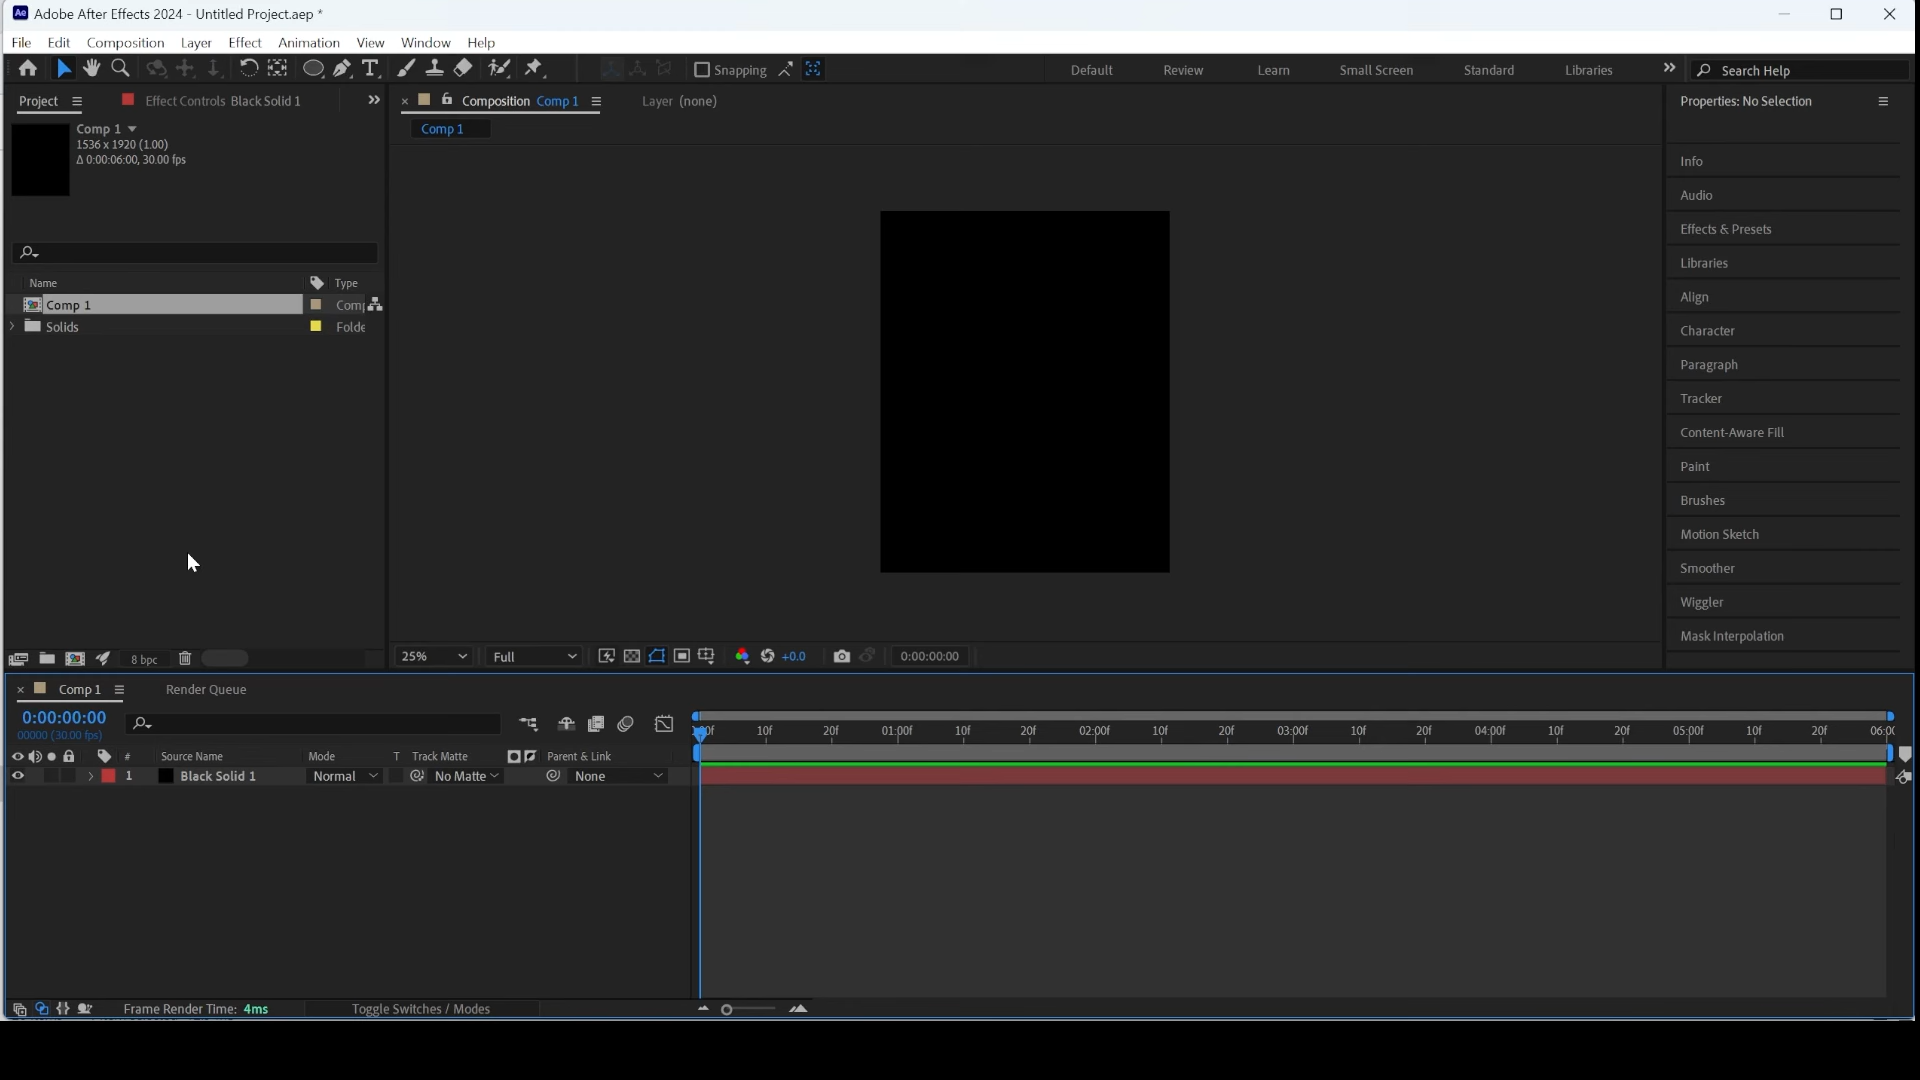 Ae Adobe After Effects 2024 - Untitled Project.aep *
File Edit Composition Layer Effect Animation View Window Help
Snapping Default Review Learn Small Screen Standard Libraries Search Help
Project Effect Controls Black Solid 1
Composition Comp 1 Layer (none)
Comp 1
Comp 1
1536 x 1920 (1.00)
Δ 0:00:06:00, 30.00 fps
Name Type
Comp 1
Solids
8 bpc
25% Full +0.0 0:00:00:00
Properties: No Selection
Info
Audio
Effects & Presets
Libraries
Align
Character
Paragraph
Tracker
Content-Aware Fill
Paint
Brushes
Motion Sketch
Smoother
Wiggler
Mask Interpolation
Comp 1 Render Queue
0:00:00:00
00000 (30.00 fps)
10f 20f 01:00f 10f 20f 02:00f 10f 20f 03:00f 10f 20f 04:00f 10f 20f 05:00f 10f 20f 06:0
# Source Name Mode T Track Matte Parent & Link
1 Black Solid 1 Normal No Matte None
Frame Render Time: 4ms Toggle Switches / Modes